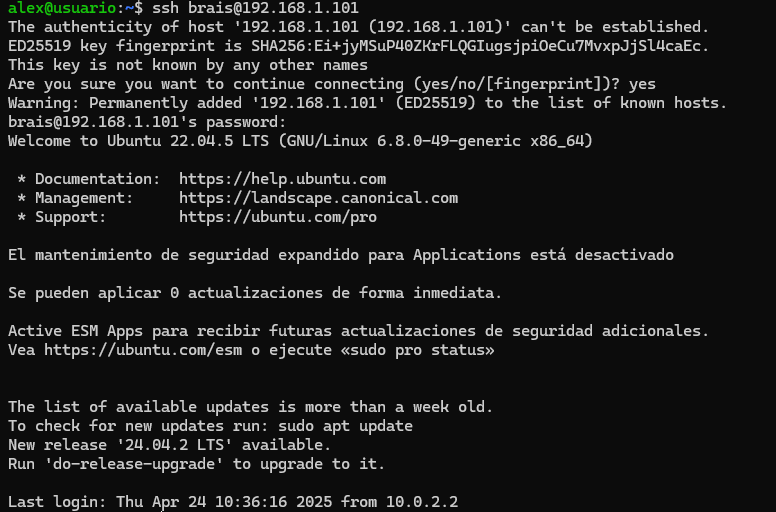 alex@usuario:~$ ssh brais@192.168.1.101
The authenticity of host '192.168.1.101 (192.168.1.101)' can't be established.
ED25519 key fingerprint is SHA256:Ei+jyMSuP40ZKrFLQGIugsjpiOeCu7MvxpJjSl4caEc.
This key is not known by any other names
Are you sure you want to continue connecting (yes/no/[fingerprint])? yes
Warning: Permanently added '192.168.1.101' (ED25519) to the list of known hosts.
brais@192.168.1.101's password:
Welcome to Ubuntu 22.04.5 LTS (GNU/Linux 6.8.0-49-generic x86_64)
* Documentation:  https://help.ubuntu.com
* Management:     https://landscape.canonical.com
* Support:        https://ubuntu.com/pro
El mantenimiento de seguridad expandido para Applications está desactivado
Se pueden aplicar 0 actualizaciones de forma inmediata.
Active ESM Apps para recibir futuras actualizaciones de seguridad adicionales.
Vea https://ubuntu.com/esm o ejecute «sudo pro status»
The list of available updates is more than a week old.
To check for new updates run: sudo apt update
New release '24.04.2 LTS' available.
Run 'do-release-upgrade' to upgrade to it.
Last login: Thu Apr 24 10:36:16 2025 from 10.0.2.2